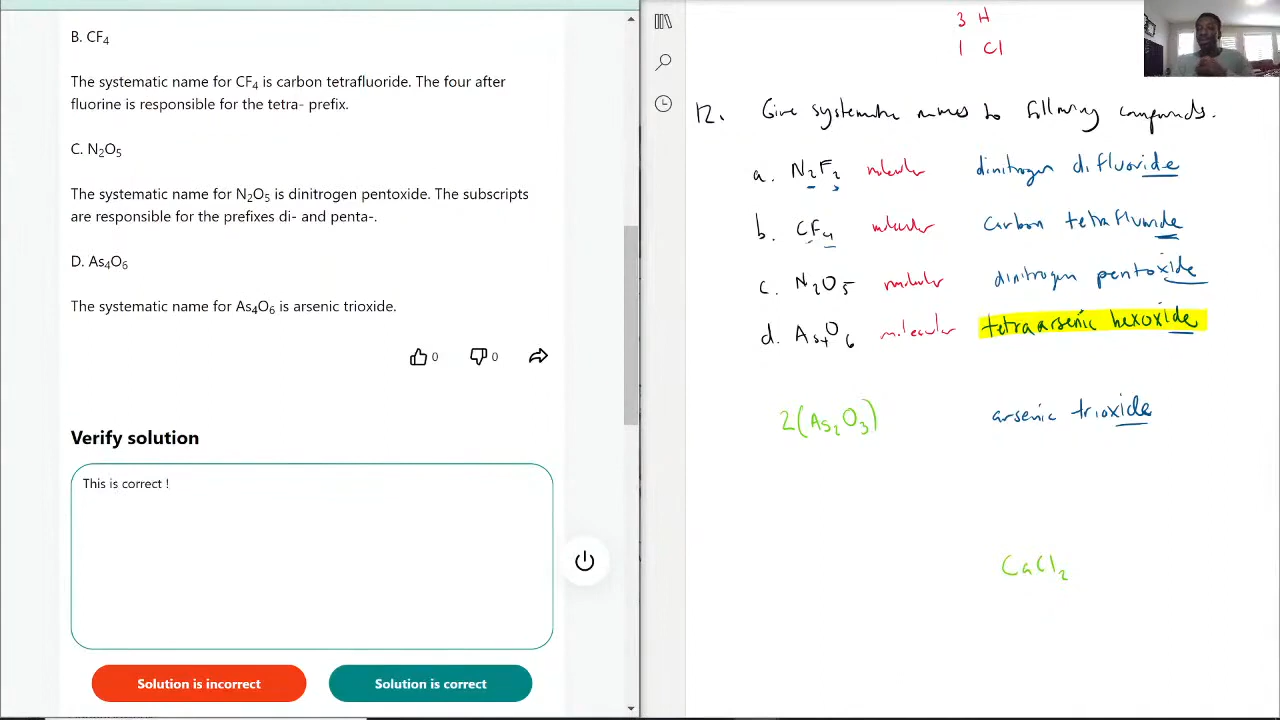 B. CF4
The systematic name for CF4 is carbon tetrafluoride. The four after
fluorine is responsible for the tetra- prefix.
C. N2O5
The systematic name for N2O5 is dinitrogen pentoxide. The subscripts
are responsible for the prefixes di- and penta-.
D. As4O6
The systematic name for As4O6 is arsenic trioxide.
0
0
Verify solution
This is correct !
Solution is incorrect
Solution is correct
3 H
1 Cl
12. Give systematic names to following compounds.
a. N2F2 molecular dinitrogen difluoride
b. CF4 molecular carbon tetrafluoride
c. N2O5 molecular dinitrogen pentoxide
d. As4O6 molecular tetraarsenic hexoxide
2(As2O3) arsenic trioxide
CaCl2